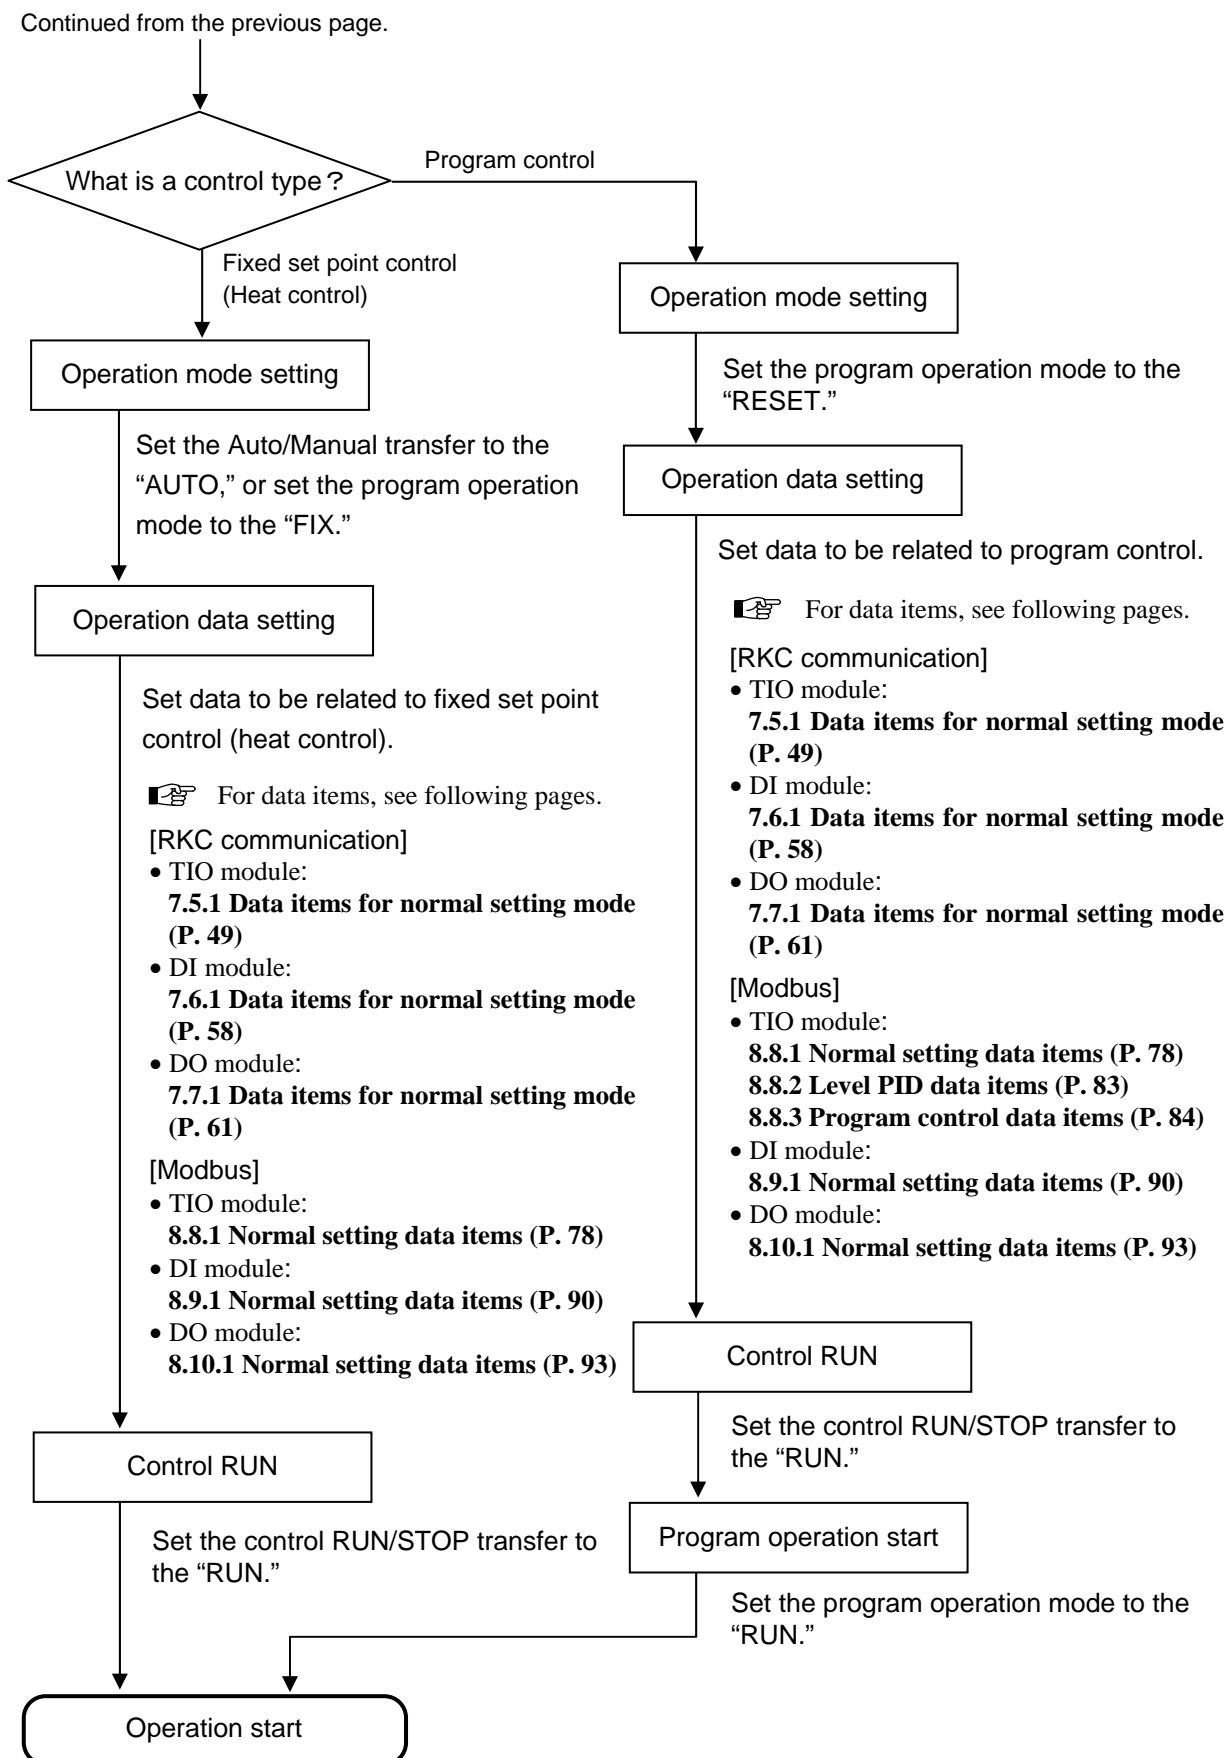 Continued from the previous page.
What is a control type?
Program control
Fixed set point control
(Heat control)
Operation mode setting
Set the Auto/Manual transfer to the
“AUTO,” or set the program operation
mode to the “FIX.”
Operation data setting
Set data to be related to fixed set point
control (heat control).
For data items, see following pages.
[RKC communication]
• TIO module:
7.5.1 Data items for normal setting mode
(P. 49)
• DI module:
7.6.1 Data items for normal setting mode
(P. 58)
• DO module:
7.7.1 Data items for normal setting mode
(P. 61)
[Modbus]
• TIO module:
8.8.1 Normal setting data items (P. 78)
• DI module:
8.9.1 Normal setting data items (P. 90)
• DO module:
8.10.1 Normal setting data items (P. 93)
Control RUN
Set the control RUN/STOP transfer to
the “RUN.”
Operation mode setting
Set the program operation mode to the
“RESET.”
Operation data setting
Set data to be related to program control.
For data items, see following pages.
[RKC communication]
• TIO module:
7.5.1 Data items for normal setting mode
(P. 49)
• DI module:
7.6.1 Data items for normal setting mode
(P. 58)
• DO module:
7.7.1 Data items for normal setting mode
(P. 61)
[Modbus]
• TIO module:
8.8.1 Normal setting data items (P. 78)
8.8.2 Level PID data items (P. 83)
8.8.3 Program control data items (P. 84)
• DI module:
8.9.1 Normal setting data items (P. 90)
• DO module:
8.10.1 Normal setting data items (P. 93)
Control RUN
Set the control RUN/STOP transfer to
the “RUN.”
Program operation start
Set the program operation mode to the
“RUN.”
Operation start